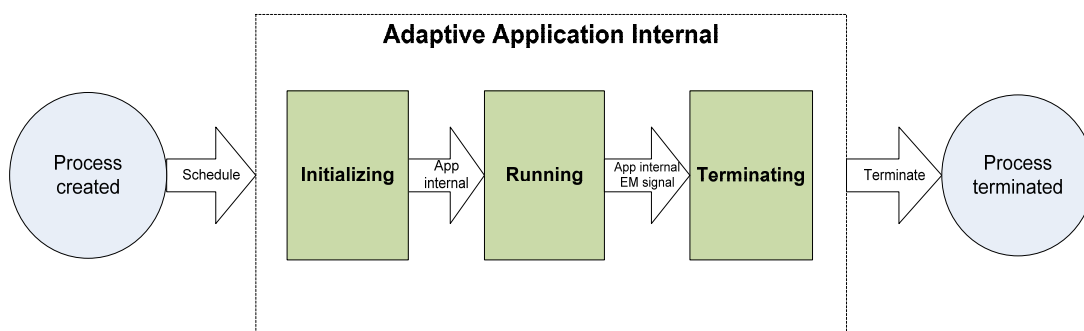 Adaptive Application Internal
Process
created
Schedule
Initializing
App
internal
Running
App internal
EM signal
Terminating
Terminate
Process
terminated